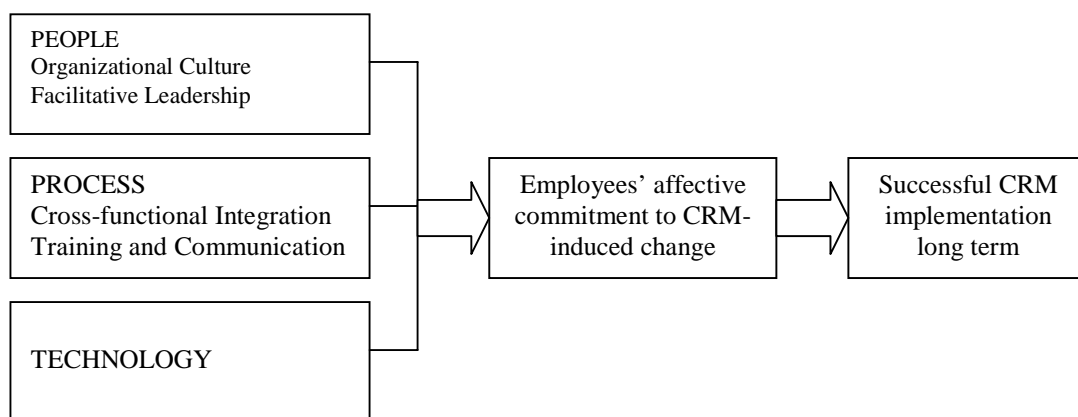 PEOPLE
Organizational Culture
Facilitative Leadership
PROCESS
Cross-functional Integration
Training and Communication
TECHNOLOGY
Employees’ affective
commitment to CRM-
induced change
Successful CRM
implementation
long term